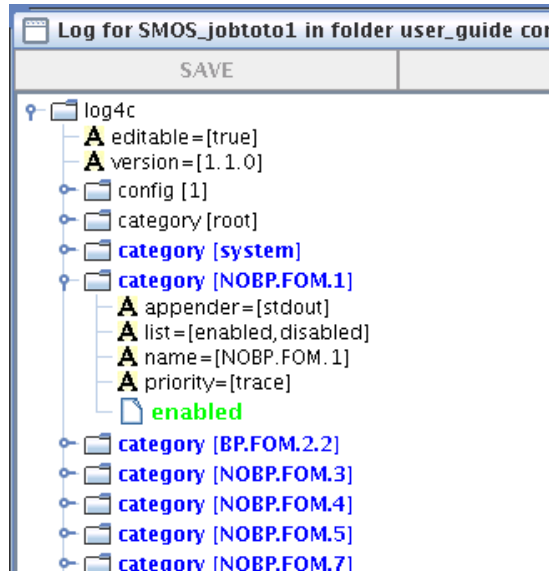 Log for SMOS_jobtoto1 in folder user_guide
SAVE
log4c
A editable=[true]
A version=[1.1.0]
config [1]
category [root]
category [system]
category [NOBP.FOM.1]
A appender=[stdout]
A list=[enabled,disabled]
A name=[NOBP.FOM.1]
A priority=[trace]
enabled
category [BP.FOM.2.2]
category [NOBP.FOM.3]
category [NOBP.FOM.4]
category [NOBP.FOM.5]
category [NOBP.FOM.7]